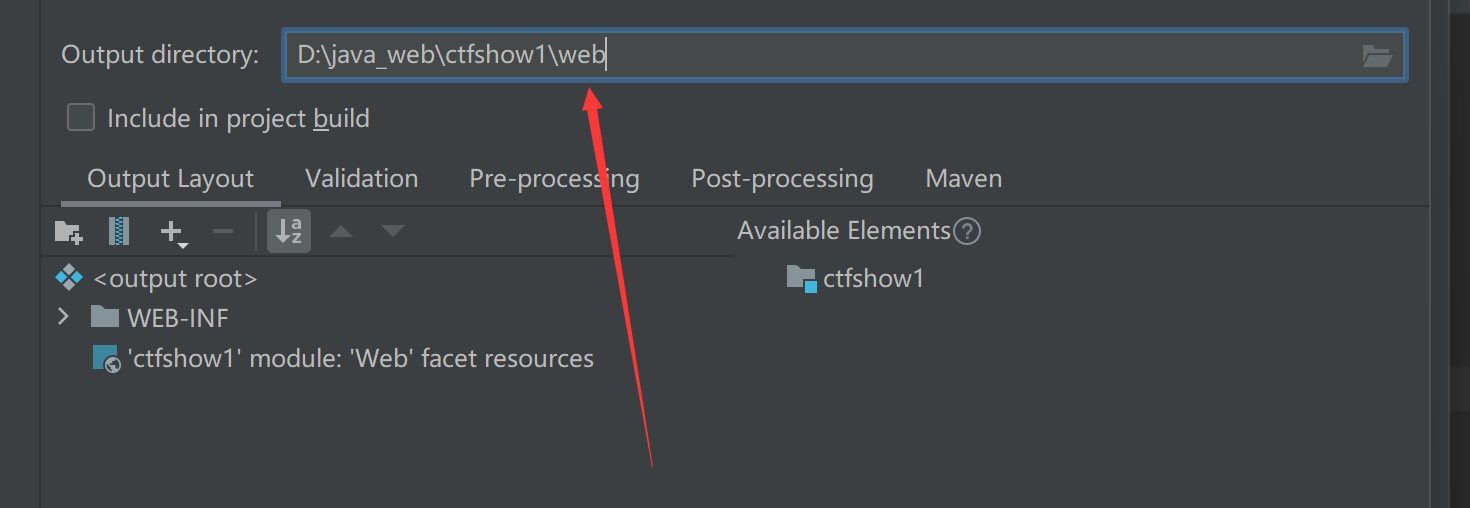 Output directory: D:\java_web\ctfshow1\web
Include in project build
Output Layout Validation Pre-processing Post-processing Maven
Available Elements
<output root>
ctfshow1
WEB-INF
'ctfshow1' module: 'Web' facet resources